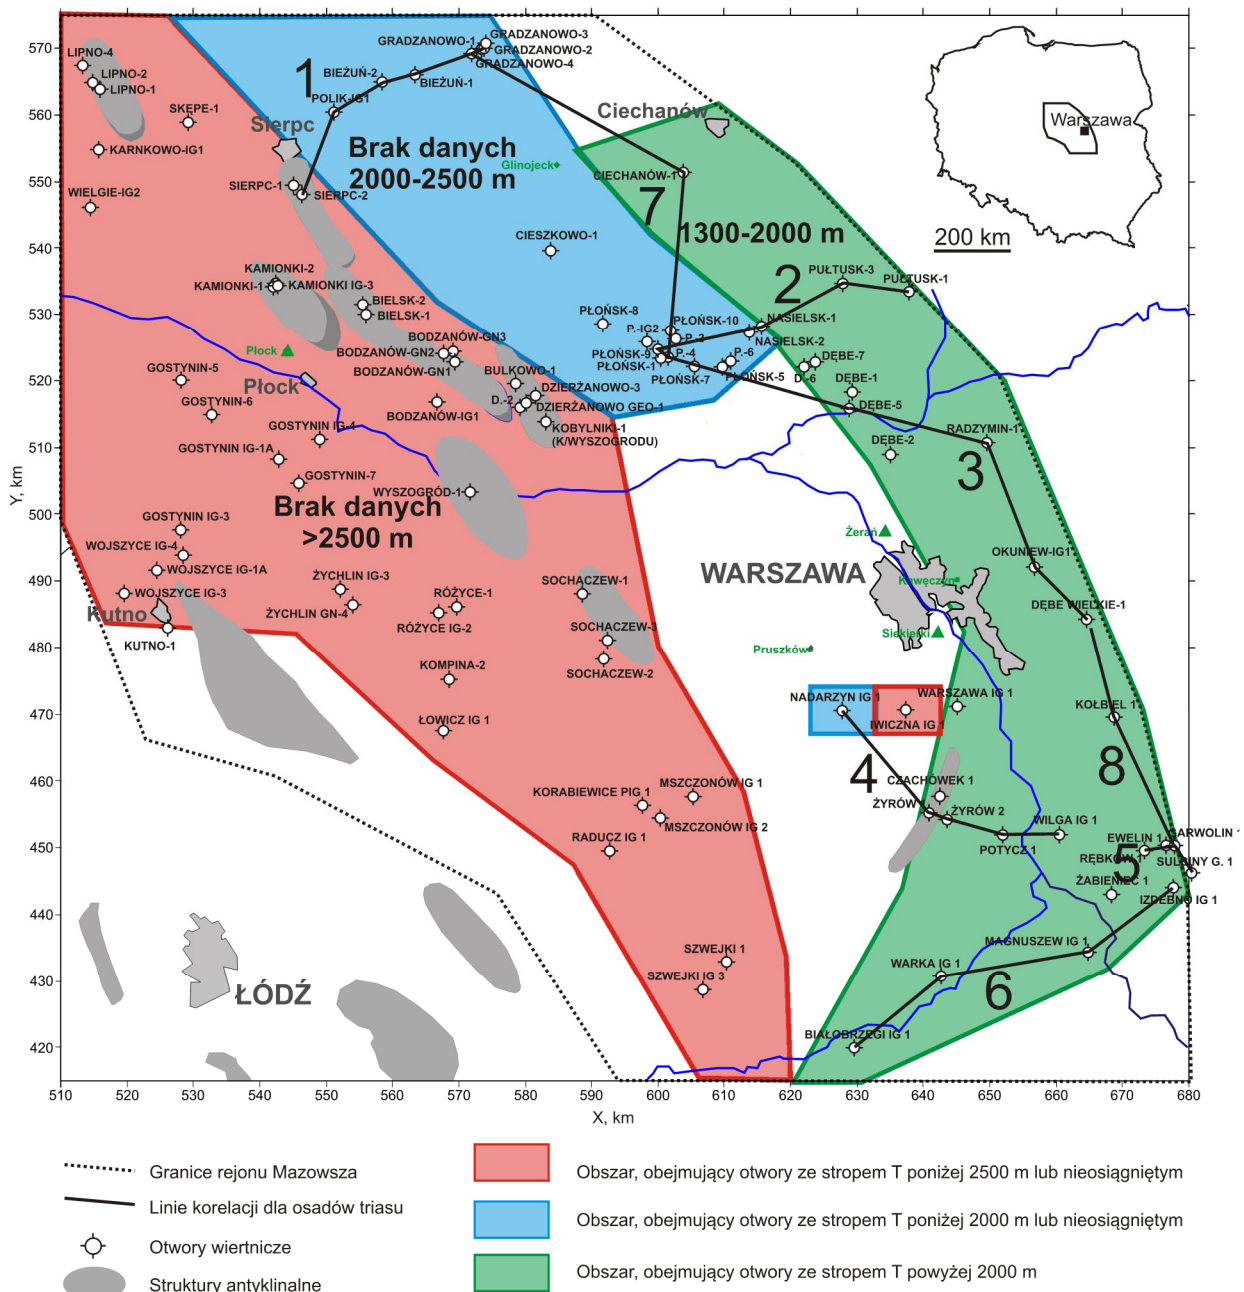 GRADZANOWO-3
GRADZANOWO-1
GRADZANOWO-2
GRADZANOWO-4
LIPNO-4
LIPNO-2
LIPNO-1
BIEŻUŃ-2
BIEŻUŃ-1
1
POLIK-IG1
SKĘPE-1
Sierpc
Ciechanów
Warszawa
KARNKOWO-IG1
Brak danych
2000-2500 m
Glinojeck
CIECHANÓW-1
WIELGIE-IG2
SIERPC-1
SIERPC-2
7
1300-2000 m
200 km
CIESZKOWO-1
2
KAMIONKI-2
KAMIONKI-1
KAMIONKI IG-3
PUŁTUSK-3
PUŁTUSK-1
BIELSK-2
BIELSK-1
PŁOŃSK-8
PŁOŃSK-10
NASIELSK-1
P.-IG2
P.-3
NASIELSK-2
BODZANÓW-GN3
BODZANÓW-GN2
BODZANÓW-GN1
Płock
PŁOŃSK-9
PŁOŃSK-1
P.-4
P.-6
PŁOŃSK-7
PŁOŃSK-5
DĘBE-7
D.-6
GOSTYNIN-5
Płock
BULKOWO-1
DZIERŻANOWO-3
D.-2
DZIERŻANOWO GEO-1
DĘBE-1
DĘBE-5
GOSTYNIN-6
BODZANÓW-IG1
GOSTYNIN IG-4
KOBYLNIKI-1
(K/WYSZOGRODU)
RADZYMIN-1
DĘBE-2
GOSTYNIN IG-1A
GOSTYNIN-7
WYSZOGRÓD-1
3
Brak danych
>2500 m
GOSTYNIN IG-3
WOJSZYCE IG-4
WOJSZYCE IG-1A
WOJSZYCE IG-3
Żerań
OKUNIEW-IG1
WARSZAWA
Kawęczyn
ŻYCHLIN IG-3
ŻYCHLIN GN-4
RÓŻYCE-1
RÓŻYCE IG-2
SOCHACZEW-1
SOCHACZEW-3
SOCHACZEW-2
Kutno
KUTNO-1
DĘBE WIELKIE-1
Siekierki
Pruszków
KOMPINA-2
NADARZYN IG 1
WARSZAWA IG 1
IWICZNA IG 1
KOŁBIEL 1
ŁOWICZ IG 1
4
8
CZACHÓWEK 1
MSZCZONÓW IG 1
KORABIEWICE PIG 1
MSZCZONÓW IG 2
ŻYRÓW
ŻYRÓW 2
WILGA IG 1
POTYCZ 1
RADUCZ IG 1
EWELIN 1
RĘBKÓW 1
5
SULBINY G. 1
ŻABIENIEC 1
IZDEBNO IG 1
MAGNUSZEW IG 1
SZWEJKI 1
SZWEJKI IG 3
WARKA IG 1
6
ŁÓDŹ
BIAŁOBRZEGI IG 1
570
560
550
540
530
520
510
500
490
480
470
460
450
440
430
420
Y, km
510 520 530 540 550 560 570 580 590 600 610 620 630 640 650 660 670 680
X, km
Granice rejonu Mazowsza
Linie korelacji dla osadów triasu
Otwory wiertnicze
Struktury antyklinalne
Obszar, obejmujący otwory ze stropem T poniżej 2500 m lub nieosiągniętym
Obszar, obejmujący otwory ze stropem T poniżej 2000 m lub nieosiągniętym
Obszar, obejmujący otwory ze stropem T powyżej 2000 m